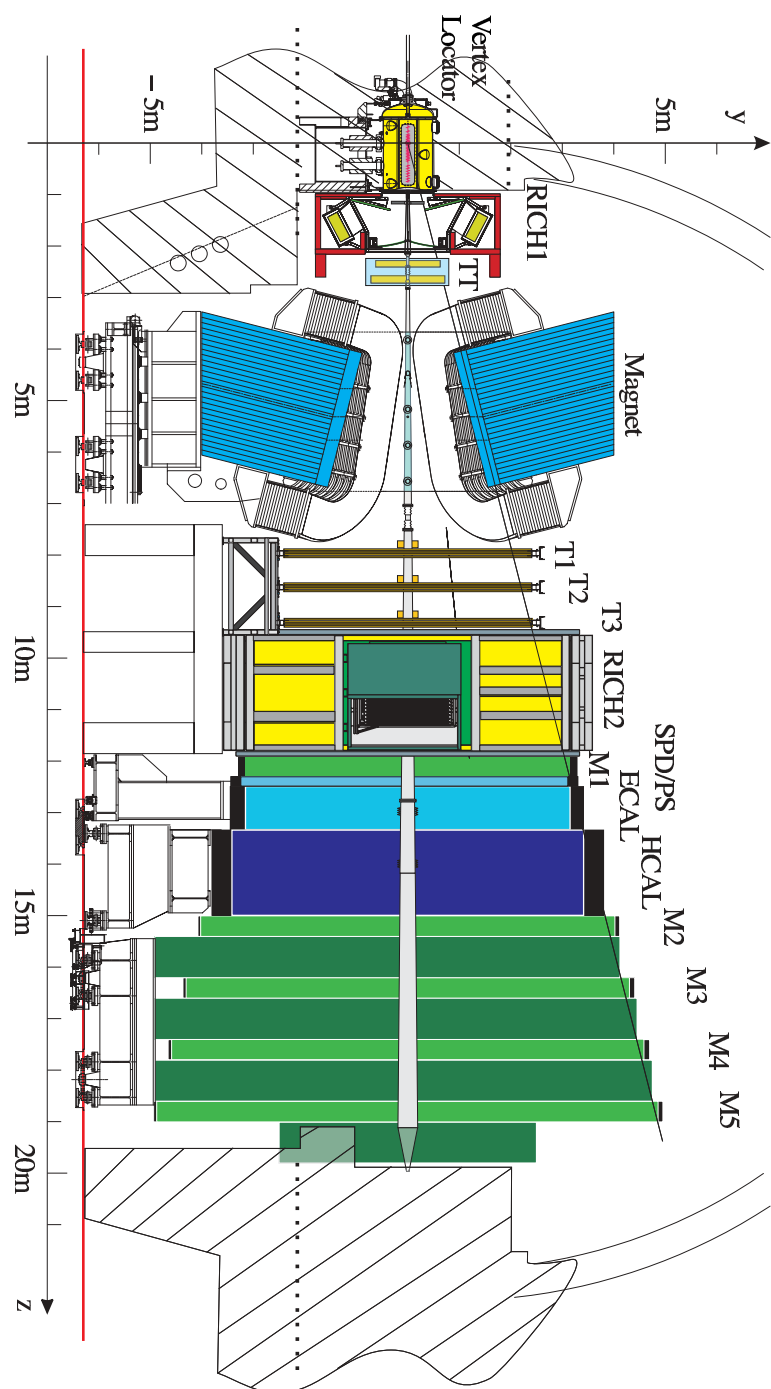 y
5m
− 5m
Vertex
Locator
RICH1
TT
Magnet
T1
T2
T3
RICH2
M1
SPD/PS
ECAL
HCAL
M2
M3
M4
M5
5m
10m
15m
20m
z